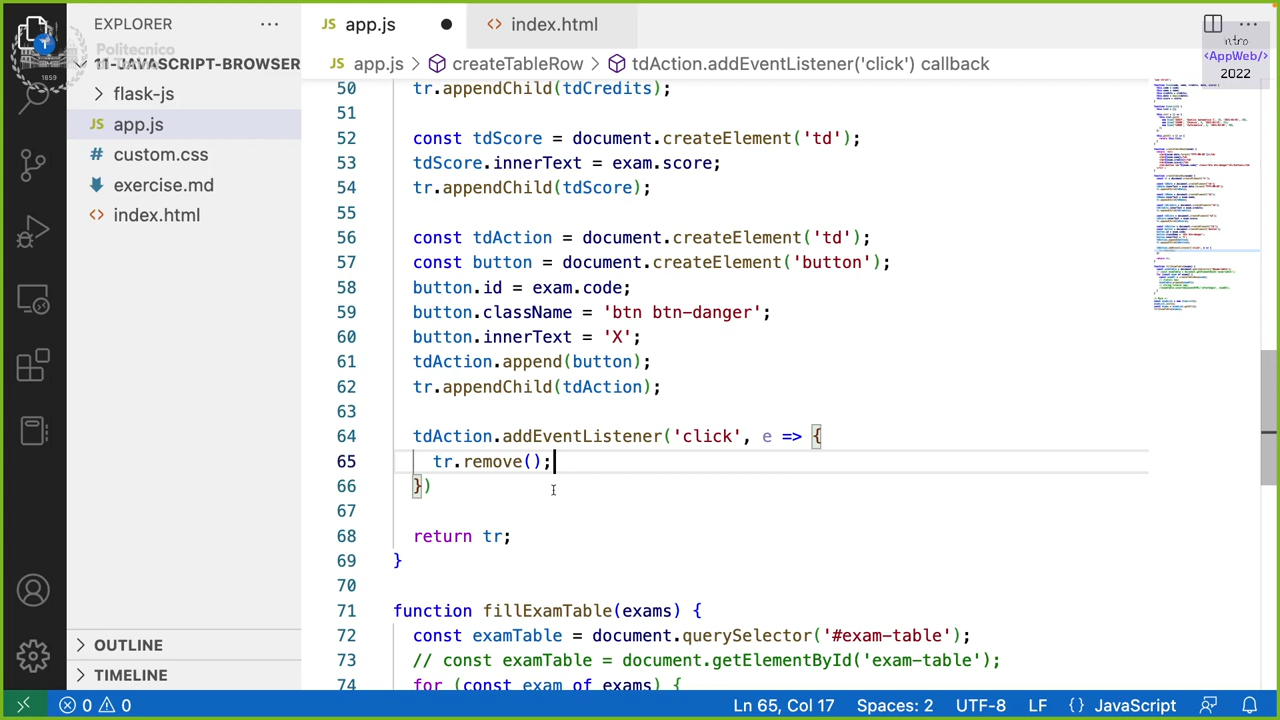 EXPLORER
app.js
index.html
Politecnico
1859
11-JAVASCRIPT-BROWSER
JS app.js > createTableRow > tdAction.addEventListener('click') callback
ntro
<AppWeb/>
2022
flask-js
JS app.js
# custom.css
exercise.md
<> index.html
OUTLINE
TIMELINE
50 tr.appendChild(tdCredits);
51
52 const tdScore = document.createElement('td');
53 tdScore.innerText = exam.score;
54 tr.appendChild(tdScore);
55
56 const tdAction = document.createElement('td');
57 const button = document.createElement('button');
58 button.id = exam.code;
59 button.className = 'btn btn-danger';
60 button.innerText = 'X';
61 tdAction.append(button);
62 tr.appendChild(tdAction);
63
64 tdAction.addEventListener('click', e => {
65 tr.remove();
66 })
67
68 return tr;
69 }
70
71 function fillExamTable(exams) {
72 const examTable = document.querySelector('#exam-table');
73 // const examTable = document.getElementById('exam-table');
74 for (const exam of exams) {
0 0 Ln 65, Col 17 Spaces: 2 UTF-8 LF {} JavaScript